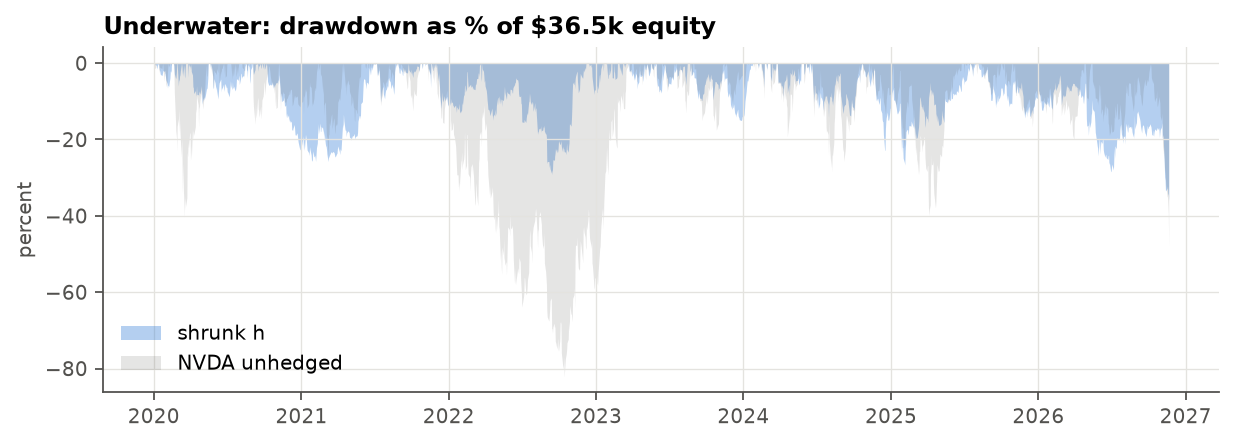 Underwater: drawdown as % of $36.5k equity
percent
0
−20
−40
−60
−80
shrunk h
NVDA unhedged
2020 2021 2022 2023 2024 2025 2026 2027